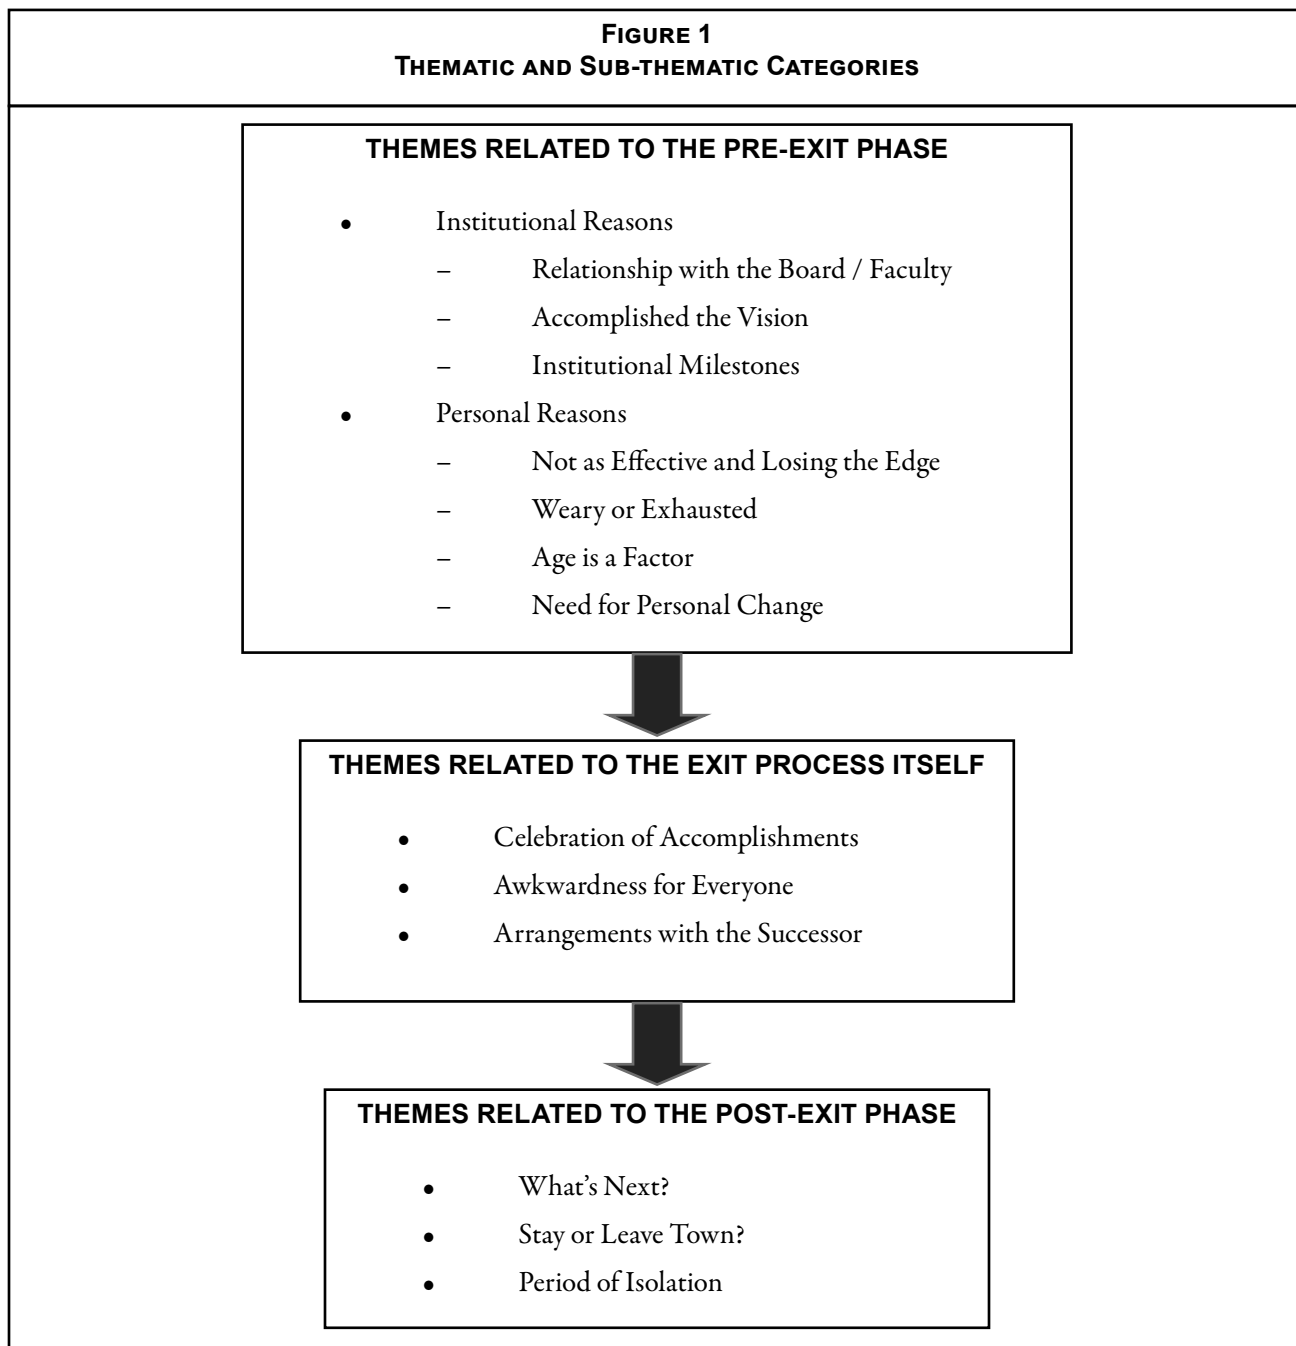 FIGURE 1
THEMATIC AND SUB-THEMATIC CATEGORIES
THEMES RELATED TO THE PRE-EXIT PHASE
• Institutional Reasons
– Relationship with the Board / Faculty
– Accomplished the Vision
– Institutional Milestones
• Personal Reasons
– Not as Effective and Losing the Edge
– Weary or Exhausted
– Age is a Factor
– Need for Personal Change
THEMES RELATED TO THE EXIT PROCESS ITSELF
• Celebration of Accomplishments
• Awkwardness for Everyone
• Arrangements with the Successor
THEMES RELATED TO THE POST-EXIT PHASE
• What’s Next?
• Stay or Leave Town?
• Period of Isolation